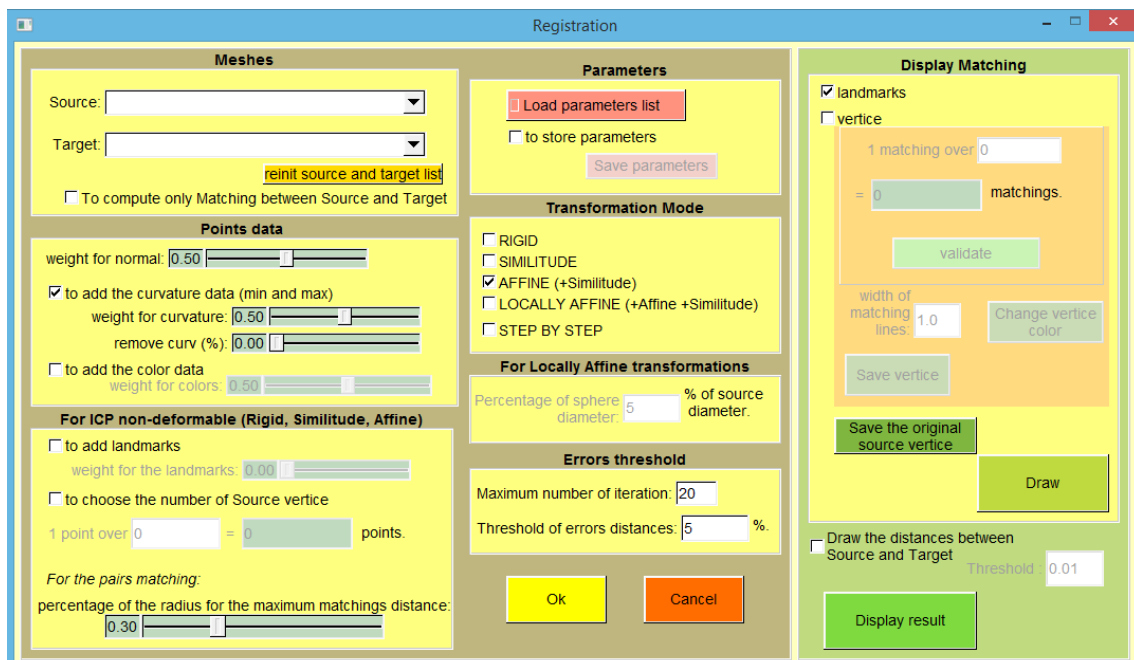 Registration
Meshes
Source:
Target:
reinit source and target list
To compute only Matching between Source and Target
Points data
weight for normal: 0.50
to add the curvature data (min and max)
weight for curvature: 0.50
remove curv (%): 0.00
to add the color data
weight for colors: 0.50
For ICP non-deformable (Rigid, Similitude, Affine)
to add landmarks
weight for the landmarks: 0.00
to choose the number of Source vertice
1 point over 0 = 0 points.
For the pairs matching:
percentage of the radius for the maximum matchings distance:
0.30
Parameters
Load parameters list
to store parameters
Save parameters
Transformation Mode
RIGID
SIMILITUDE
AFFINE (+Similitude)
LOCALLY AFFINE (+Affine +Similitude)
STEP BY STEP
For Locally Affine transformations
Percentage of sphere
diameter: 5
% of source
diameter.
Errors threshold
Maximum number of iteration: 20
Threshold of errors distances: 5 %.
Ok
Cancel
Display Matching
landmarks
vertice
1 matching over 0
= 0 matchings.
validate
width of
matching
lines: 1.0
Change vertice
color
Save vertice
Save the original
source vertice
Draw
Draw the distances between
Source and Target
Threshold : 0.01
Display result